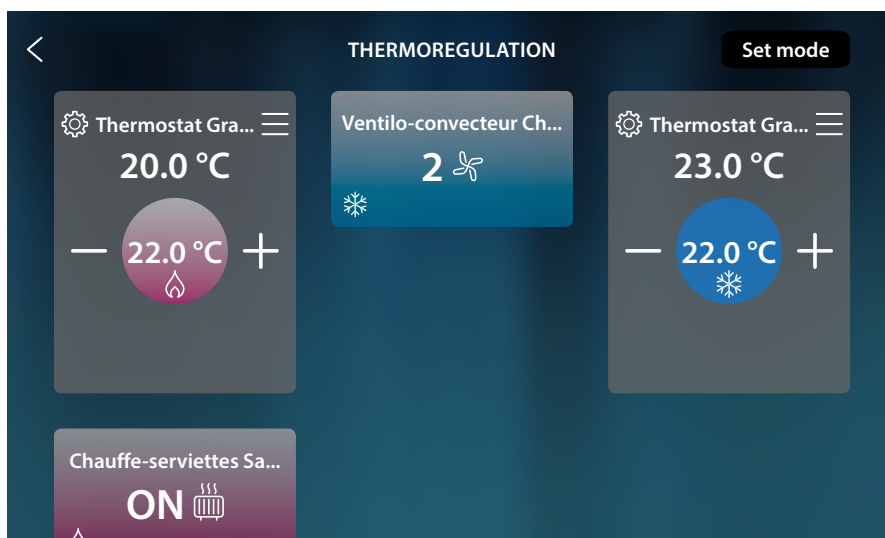 THERMOREGULATION
Set mode
Thermostat Gra...
20.0 °C
22.0 °C
Ventilo-convecteur Ch...
2
Thermostat Gra...
23.0 °C
22.0 °C
Chauffe-serviettes Sa...
ON